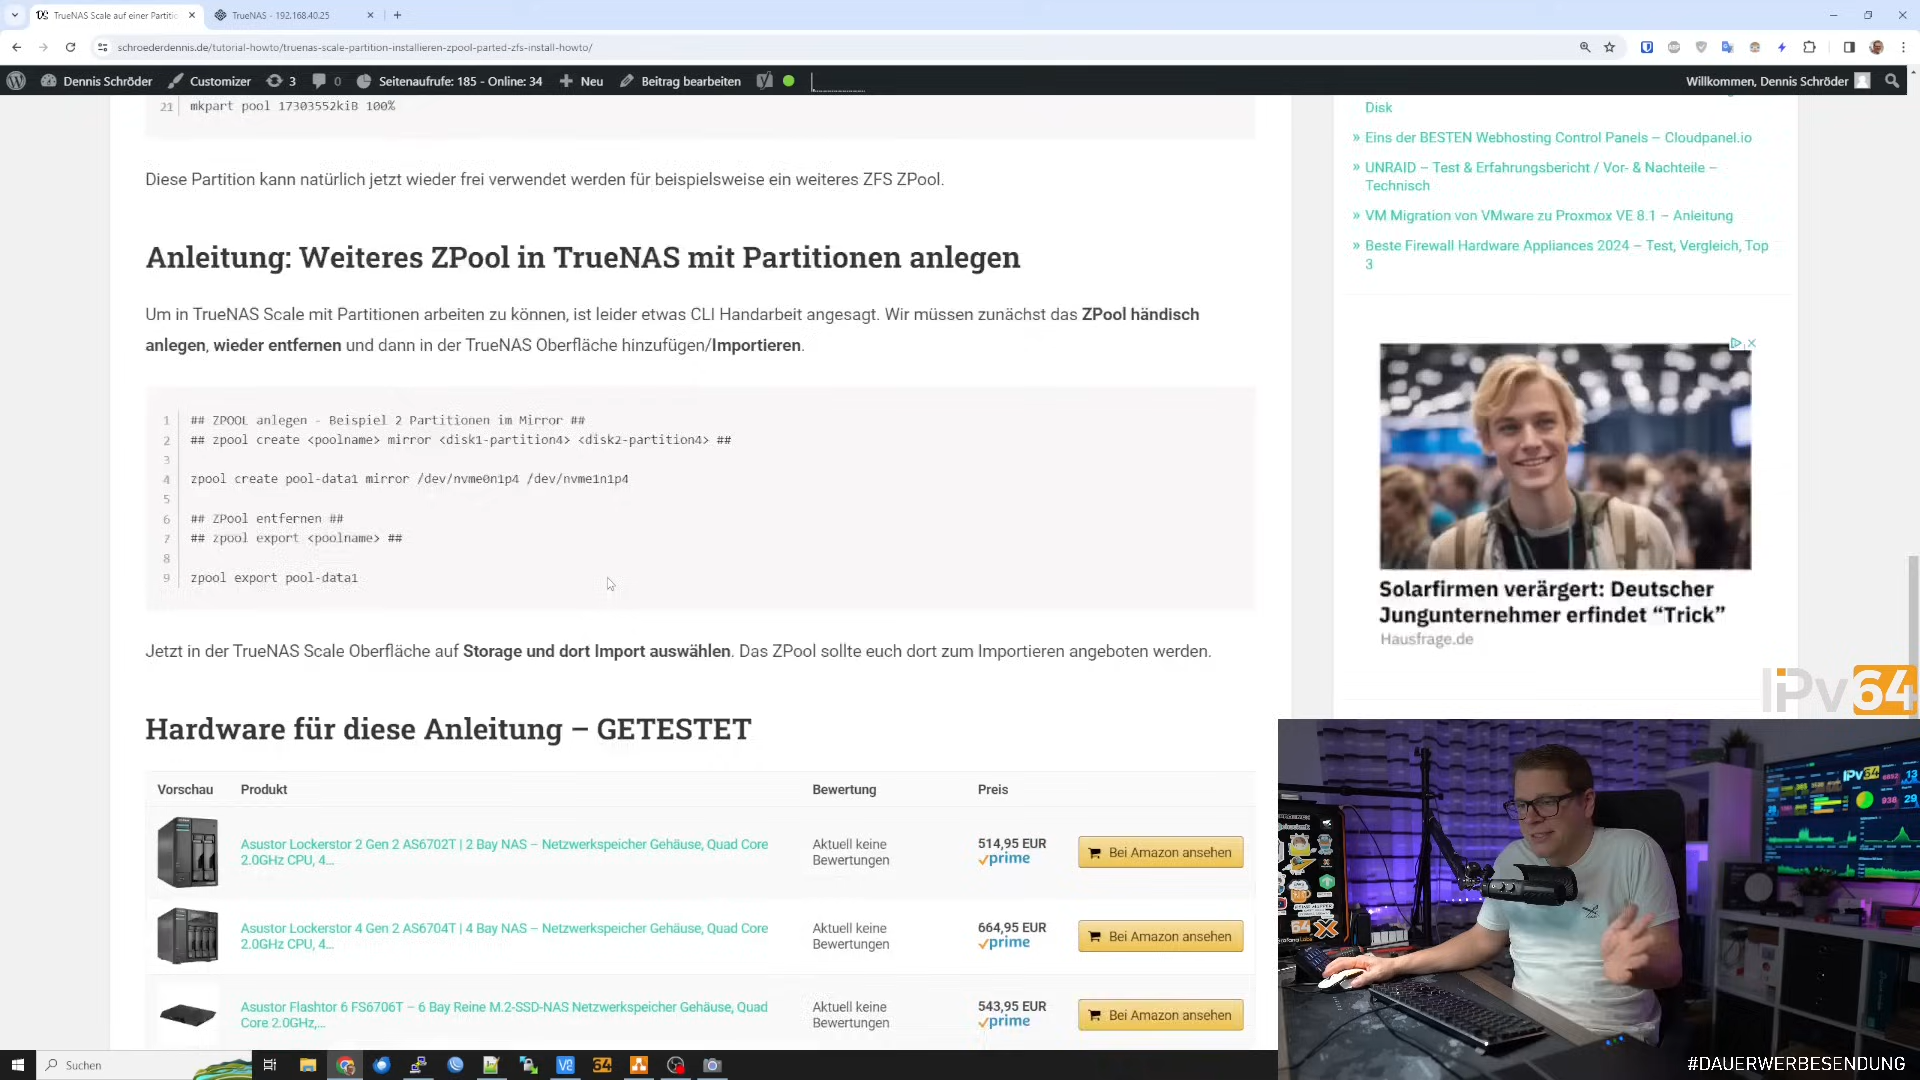 TrueNAS Scale auf einer Partitio
TrueNAS - 192.168.40.25
schroederdennis.de/tutorial-howto/truenas-scale-partition-installieren-zpool-parted-zfs-install-howto/
Dennis Schröder
Customizer
3
0
Seitenaufrufe: 185 - Online: 34
Neu
Beitrag bearbeiten
Willkommen, Dennis Schröder
21 mkpart pool 17303552kiB 100%
Diese Partition kann natürlich jetzt wieder frei verwendet werden für beispielsweise ein weiteres ZFS ZPool.
Anleitung: Weiteres ZPool in TrueNAS mit Partitionen anlegen
Um in TrueNAS Scale mit Partitionen arbeiten zu können, ist leider etwas CLI Handarbeit angesagt. Wir müssen zunächst das ZPool händisch
anlegen, wieder entfernen und dann in der TrueNAS Oberfläche hinzufügen/Importieren.
1 ## ZPOOL anlegen - Beispiel 2 Partitionen im Mirror ##
2 ## zpool create <poolname> mirror <disk1-partition4> <disk2-partition4> ##
3
4 zpool create pool-data1 mirror /dev/nvme0n1p4 /dev/nvme1n1p4
5
6 ## ZPool entfernen ##
7 ## zpool export <poolname> ##
8
9 zpool export pool-data1
Jetzt in der TrueNAS Scale Oberfläche auf Storage und dort Import auswählen. Das ZPool sollte euch dort zum Importieren angeboten werden.
Hardware für diese Anleitung – GETESTET
Vorschau Produkt Bewertung Preis
Asustor Lockerstor 2 Gen 2 AS6702T | 2 Bay NAS – Netzwerkspeicher Gehäuse, Quad Core
2.0GHz CPU, 4...
Aktuell keine
Bewertungen
514,95 EUR
prime
Bei Amazon ansehen
Asustor Lockerstor 4 Gen 2 AS6704T | 4 Bay NAS – Netzwerkspeicher Gehäuse, Quad Core
2.0GHz CPU, 4...
Aktuell keine
Bewertungen
664,95 EUR
prime
Bei Amazon ansehen
Asustor Flashtor 6 FS6706T – 6 Bay Reine M.2-SSD-NAS Netzwerkspeicher Gehäuse, Quad
Core 2.0GHz,...
Aktuell keine
Bewertungen
543,95 EUR
prime
Bei Amazon ansehen
Disk
» Eins der BESTEN Webhosting Control Panels – Cloudpanel.io
» UNRAID – Test & Erfahrungsbericht / Vor- & Nachteile –
Technisch
» VM Migration von VMware zu Proxmox VE 8.1 – Anleitung
» Beste Firewall Hardware Appliances 2024 – Test, Vergleich, Top
3
Solarfirmen verärgert: Deutscher
Jungunternehmer erfindet “Trick”
Hausfrage.de
IPv64
IPv64
64
Suchen
#DAUERWERBESENDUNG